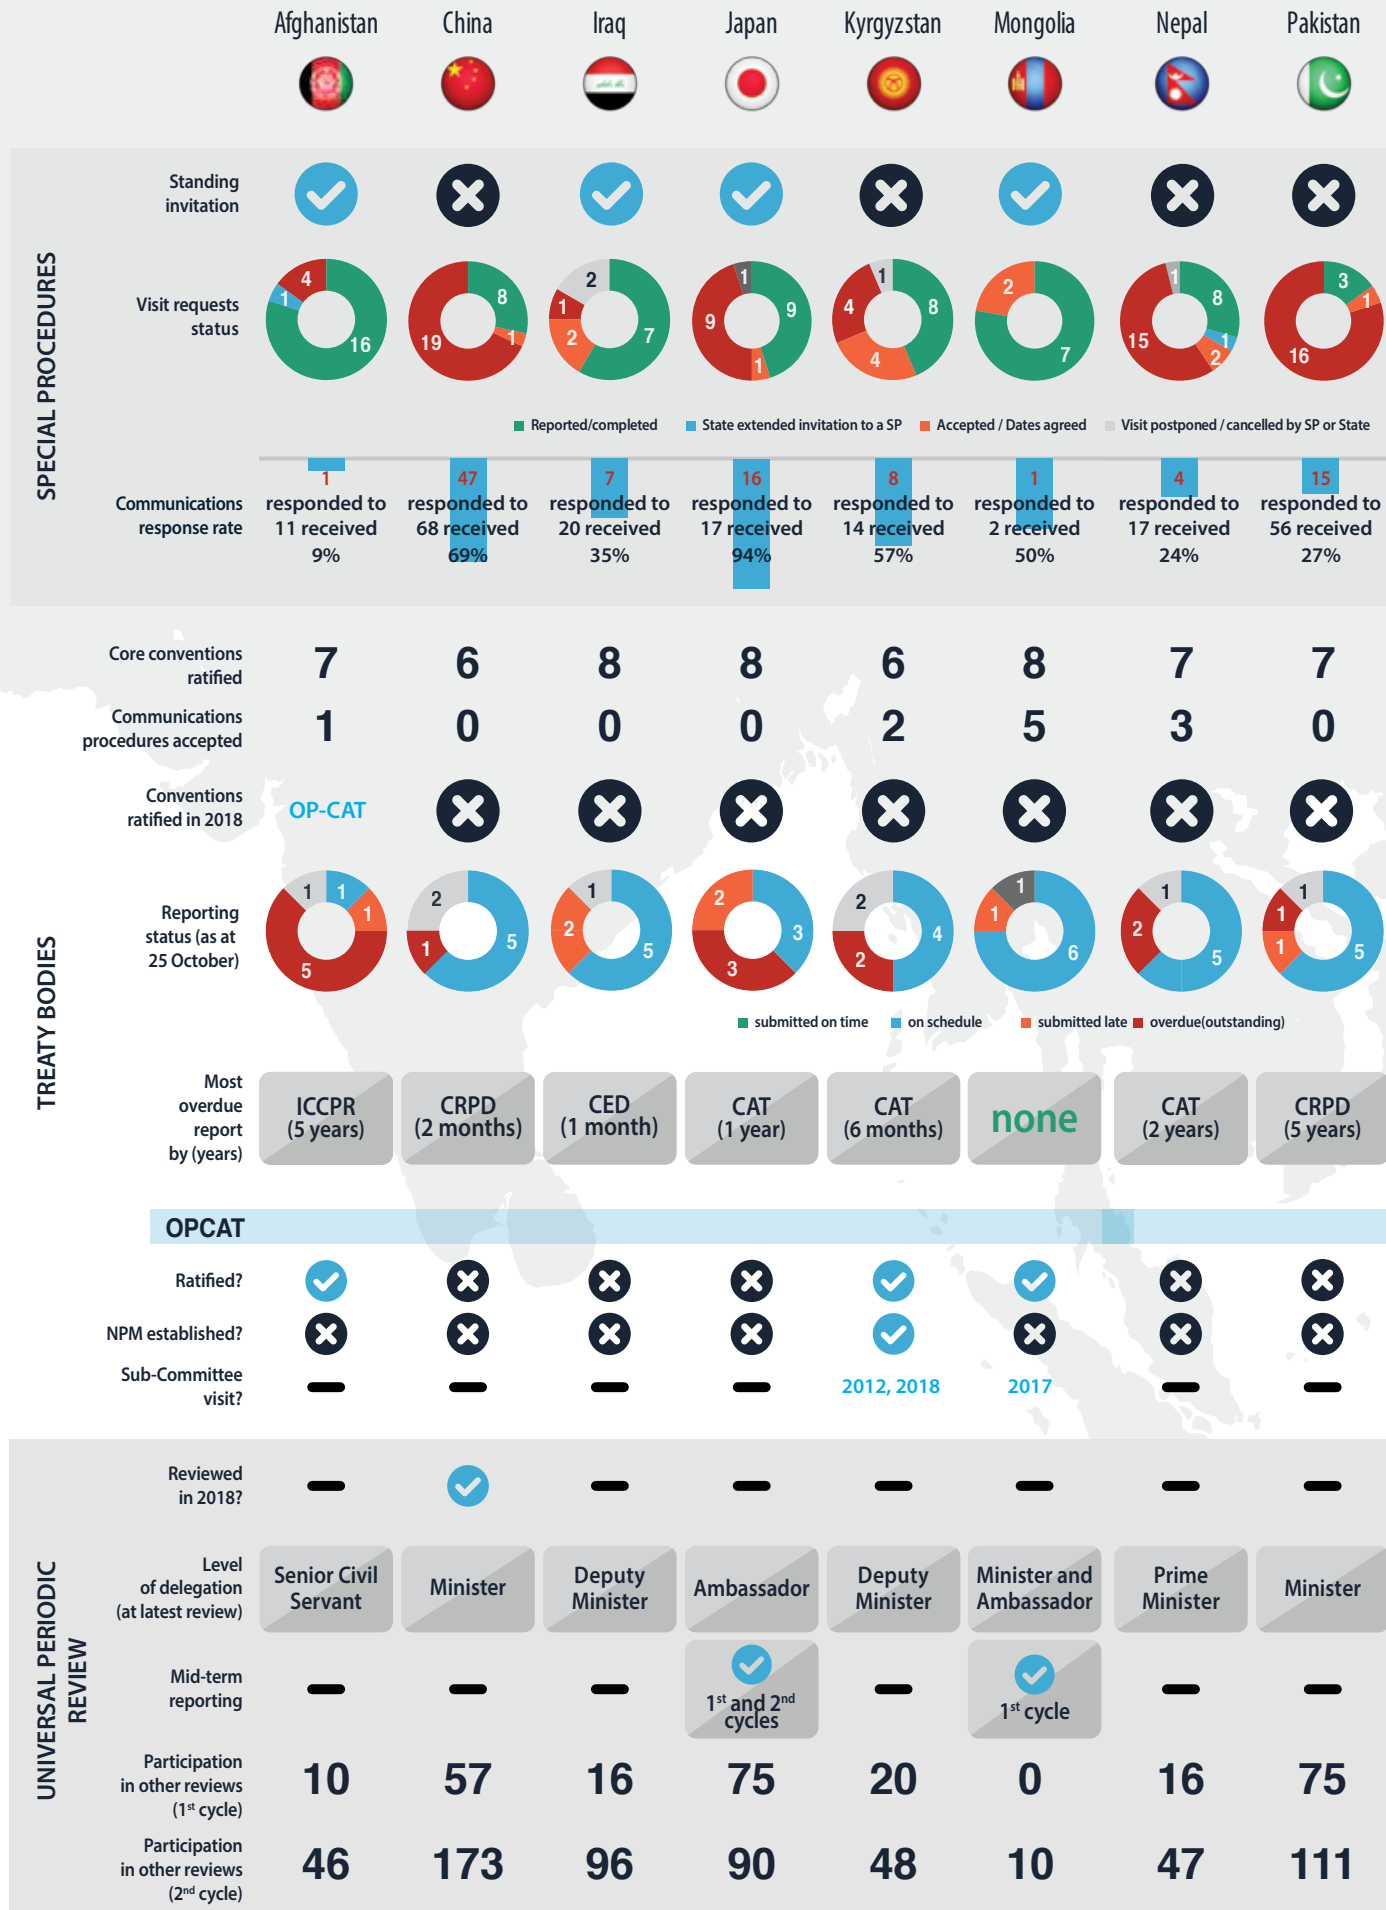 Afghanistan China Iraq Japan Kyrgyzstan Mongolia Nepal Pakistan
SPECIAL PROCEDURES
Standing
invitation
Visit requests
status
4 1 16
8 1 19
2 1 2 7
1 9 9 1
1 4 8 4
2 7
1 8 15 1 2
3 1 16
Reported/completed State extended invitation to a SP Accepted / Dates agreed Visit postponed / cancelled by SP or State
Communications
response rate
1 47 7 16 8 1 4 15
responded to responded to responded to responded to responded to responded to responded to responded to
11 received 68 received 20 received 17 received 14 received 2 received 17 received 56 received
9% 69% 35% 94% 57% 50% 24% 27%
TREATY BODIES
Core conventions
ratified
7 6 8 8 6 8 7 7
Communications
procedures accepted
1 0 0 0 2 5 3 0
Conventions
ratified in 2018
OP-CAT
Reporting
status (as at
25 October)
1 1 1 5
2 5 1
1 2 5
2 3 3
2 4 2
1 1 6
1 2 5
1 1 1 5
submitted on time on schedule submitted late overdue(outstanding)
Most
overdue
report
by (years)
ICCPR CRPD CED CAT CAT none CAT CRPD
(5 years) (2 months) (1 month) (1 year) (6 months) (2 years) (5 years)
OPCAT
Ratified?
NPM established?
Sub-Committee
visit?
2012, 2018 2017
UNIVERSAL PERIODIC
REVIEW
Reviewed
in 2018?
Level
of delegation
(at latest review)
Senior Civil Minister Deputy Ambassador Deputy Minister and Prime Minister
Servant Minister Minister Ambassador Minister
Mid-term
reporting
1st and 2nd
cycles
1st cycle
Participation
in other reviews
(1st cycle)
10 57 16 75 20 0 16 75
Participation
in other reviews
(2nd cycle)
46 173 96 90 48 10 47 111